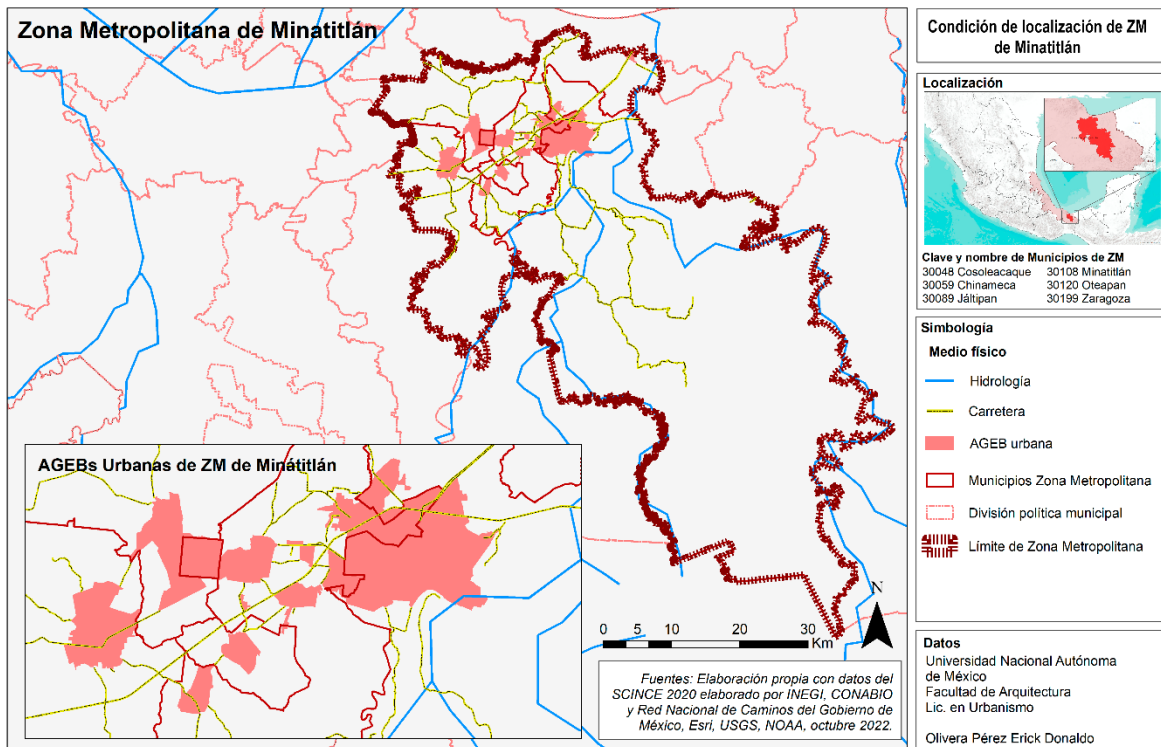 Zona Metropolitana de Minatitlán
Condición de localización de ZM
de Minatitlán
Localización
Clave y nombre de Municipios de ZM
30048 Cosoleacaque 30108 Minatitlán
30059 Chinameca 30120 Oteapan
30089 Jáltipan 30199 Zaragoza
Simbología
Medio físico
Hidrología
Carretera
AGEB urbana
Municipios Zona Metropolitana
División política municipal
Límite de Zona Metropolitana
AGEBs Urbanas de ZM de Minátitlán
N
0 5 10 20 30
Km
Fuentes: Elaboración propia con datos del
SCINCE 2020 elaborado por INEGI, CONABIO
y Red Nacional de Caminos del Gobierno de
México, Esri, USGS, NOAA, octubre 2022.
Datos
Universidad Nacional Autónoma
de México
Facultad de Arquitectura
Lic. en Urbanismo
Olivera Pérez Erick Donaldo